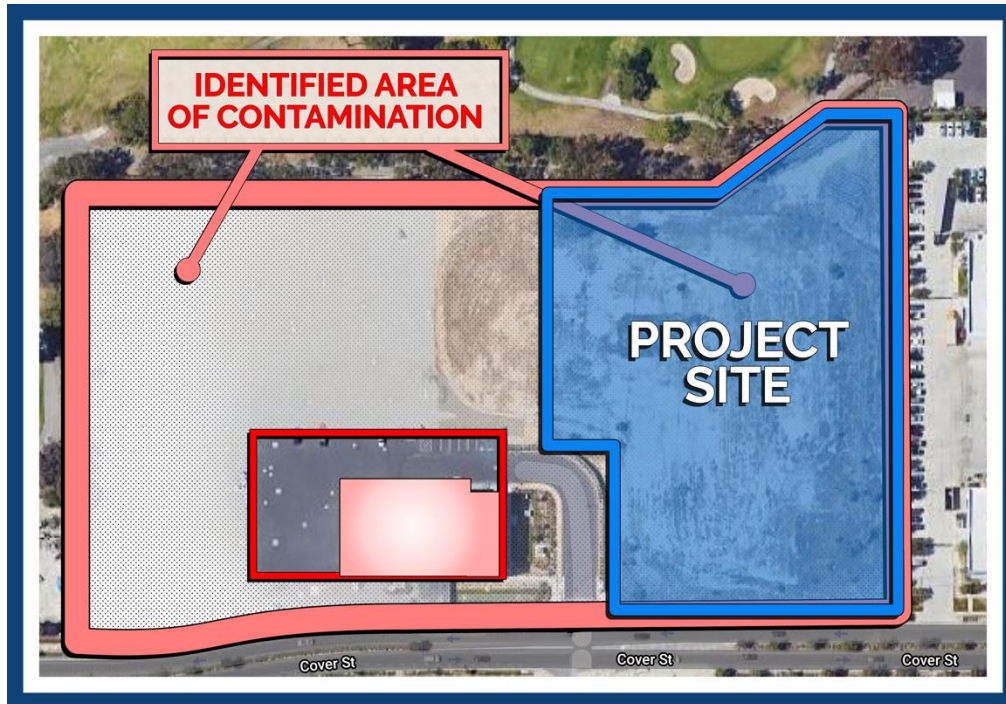 IDENTIFIED AREA
OF CONTAMINATION
PROJECT
SITE
Cover St
Cover St
Cover St